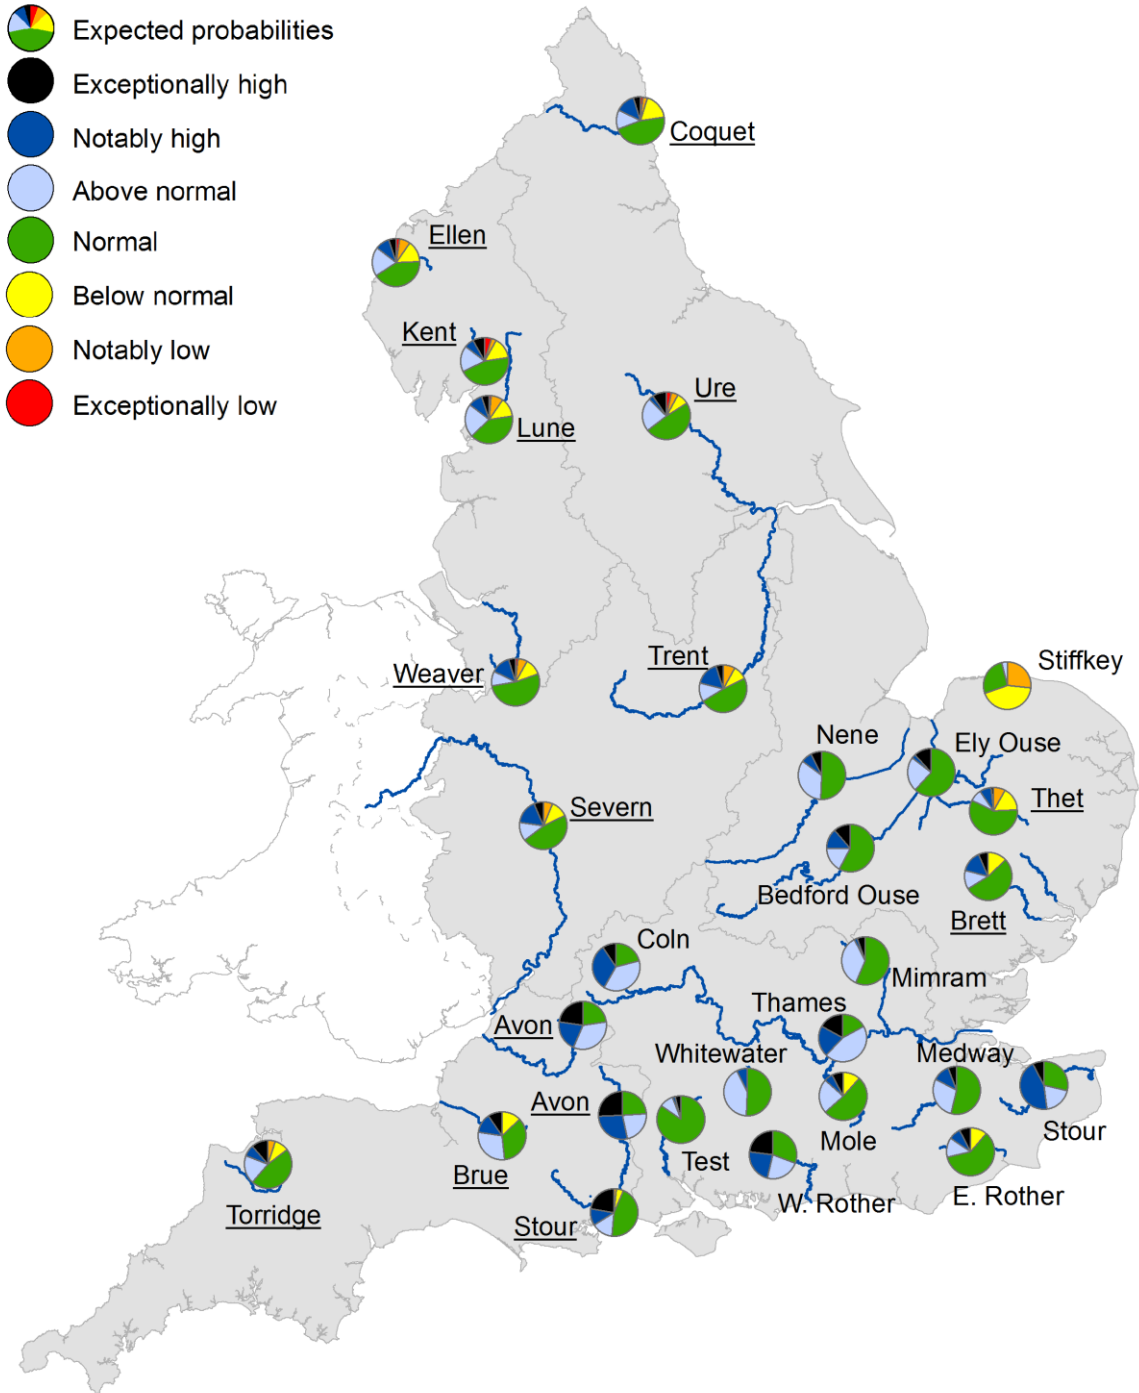 Expected probabilities
Exceptionally high
Notably high
Above normal
Normal
Below normal
Notably low
Exceptionally low
Coquet
Ellen
Kent
Ure
Lune
Weaver
Trent
Stiffkey
Nene
Ely Ouse
Thet
Severn
Bedford Ouse
Brett
Coln
Mimram
Thames
Avon
Whitewater
Medway
Avon
Stour
Mole
Test
Brue
E. Rother
W. Rother
Torridge
Stour